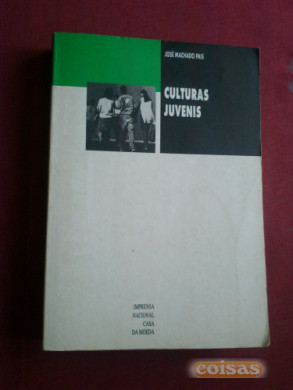 JOSÉ MACHADO PAIS
CULTURAS
JUVENIS
IMPRENSA
NACIONAL
CASA
DA MOEDA
coisas